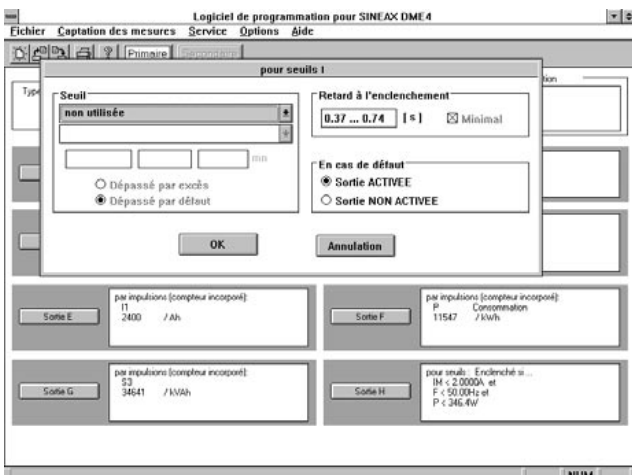 Logiciel de programmation pour SINEAX DME4
Fichier Captation des mesures Service Options Aide
Primaire Secondaire
pour seuils I
Type
tion
Seuil
non utilisée
mn
Dépassé par excès
Dépassé par défaut
Retard à l'enclenchement
0.37 ... 0.74 [s] Minimal
En cas de défaut
Sortie ACTIVEE
Sortie NON ACTIVEE
OK
Annulation
Sortie E
par impulsions (compteur incorporé):
I1
2400 / Ah
Sortie F
par impulsions (compteur incorporé):
P Consommation
11547 / kWh
Sortie G
par impulsions (compteur incorporé):
S3
34641 / kVAh
Sortie H
pour seuils : Enclenché si ...
IM < 2.0000A et
F < 50.00Hz et
P < 346.4W
NUM